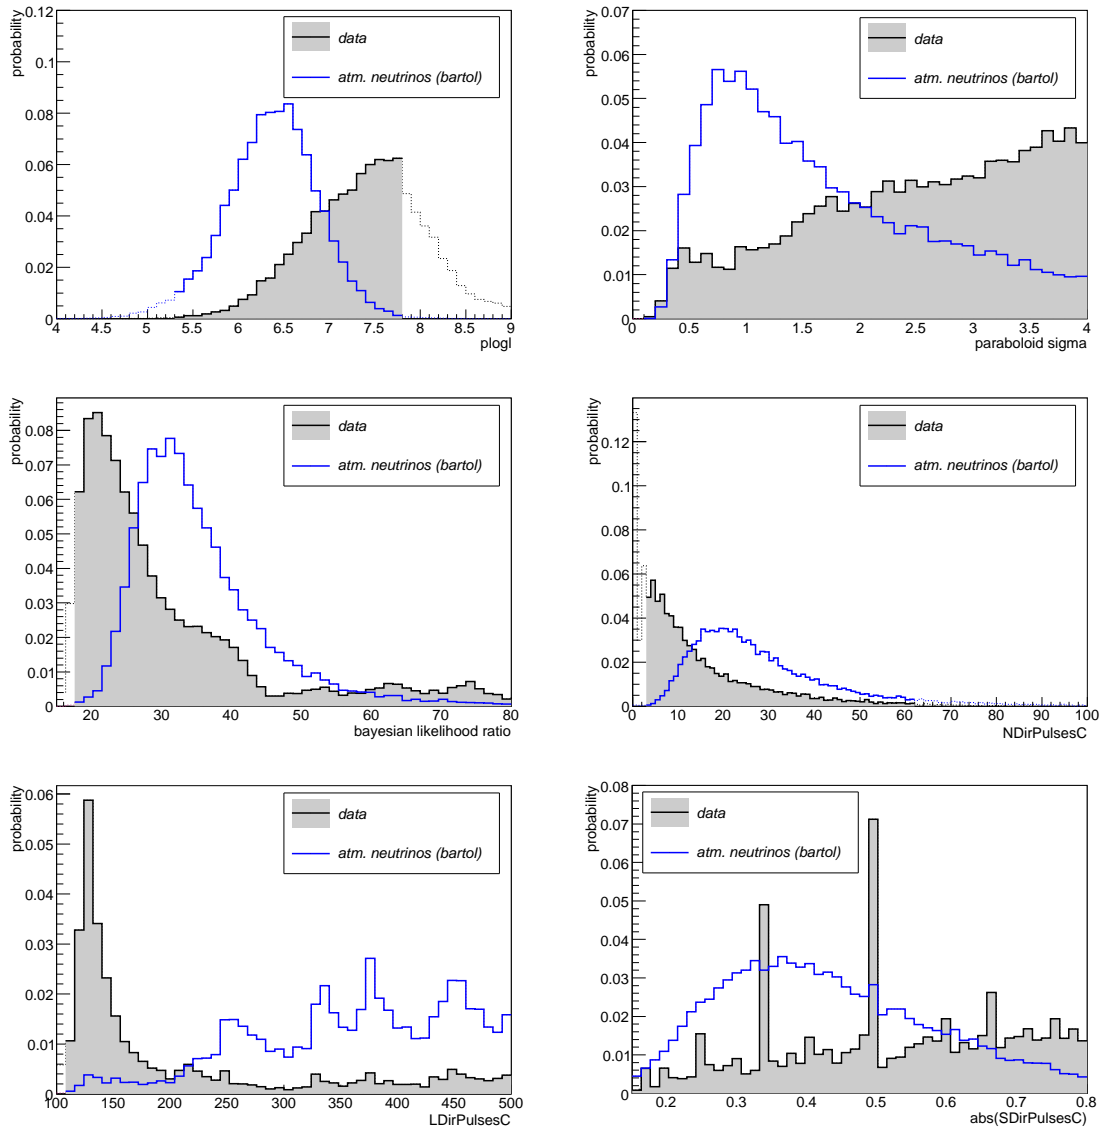 probability
0.12
0.1
0.08
0.06
0.04
0.02
0
data
atm. neutrinos (bartol)
4 4.5 5 5.5 6 6.5 7 7.5 8 8.5 9
plogl
probability
0.07
0.06
0.05
0.04
0.03
0.02
0.01
0
data
atm. neutrinos (bartol)
0.5 1 1.5 2 2.5 3 3.5 4
paraboloid sigma
probability
0.08
0.07
0.06
0.05
0.04
0.03
0.02
0.01
0
data
atm. neutrinos (bartol)
20 30 40 50 60 70 80
bayesian likelihood ratio
probability
0.12
0.1
0.08
0.06
0.04
0.02
0
data
atm. neutrinos (bartol)
0 10 20 30 40 50 60 70 80 90 100
NDirPulsesC
probability
0.06
0.05
0.04
0.03
0.02
0.01
0
data
atm. neutrinos (bartol)
100 150 200 250 300 350 400 450 500
LDirPulsesC
probability
0.08
0.07
0.06
0.05
0.04
0.03
0.02
0.01
0
data
atm. neutrinos (bartol)
0.2 0.3 0.4 0.5 0.6 0.7 0.8
abs(SDirPulsesC)